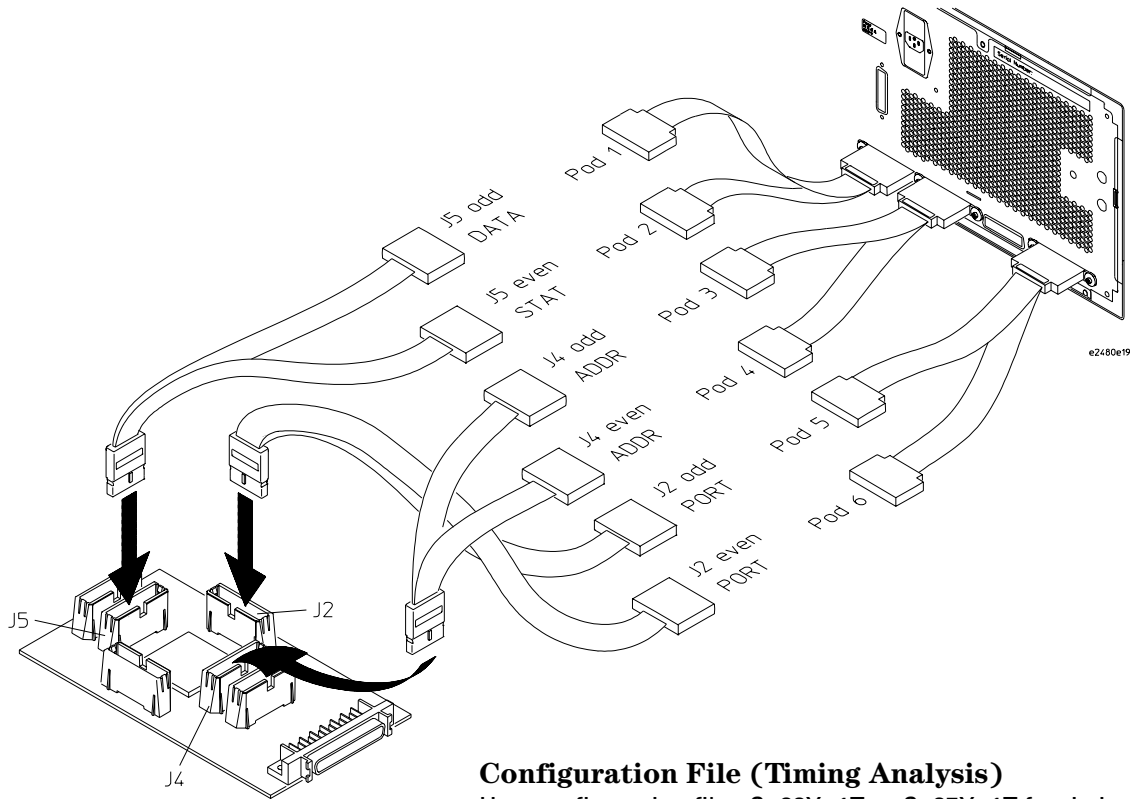 Serial Number
Pod 1
J5 odd
DATA
Pod 2
J5 even
STAT
Pod 3
J4 odd
ADDR
Pod 4
e2480e19
J4 even
ADDR
Pod 5
J2 odd
PORT
Pod 6
J2 even
PORT
J5
J2
J4
Configuration File (Timing Analysis)